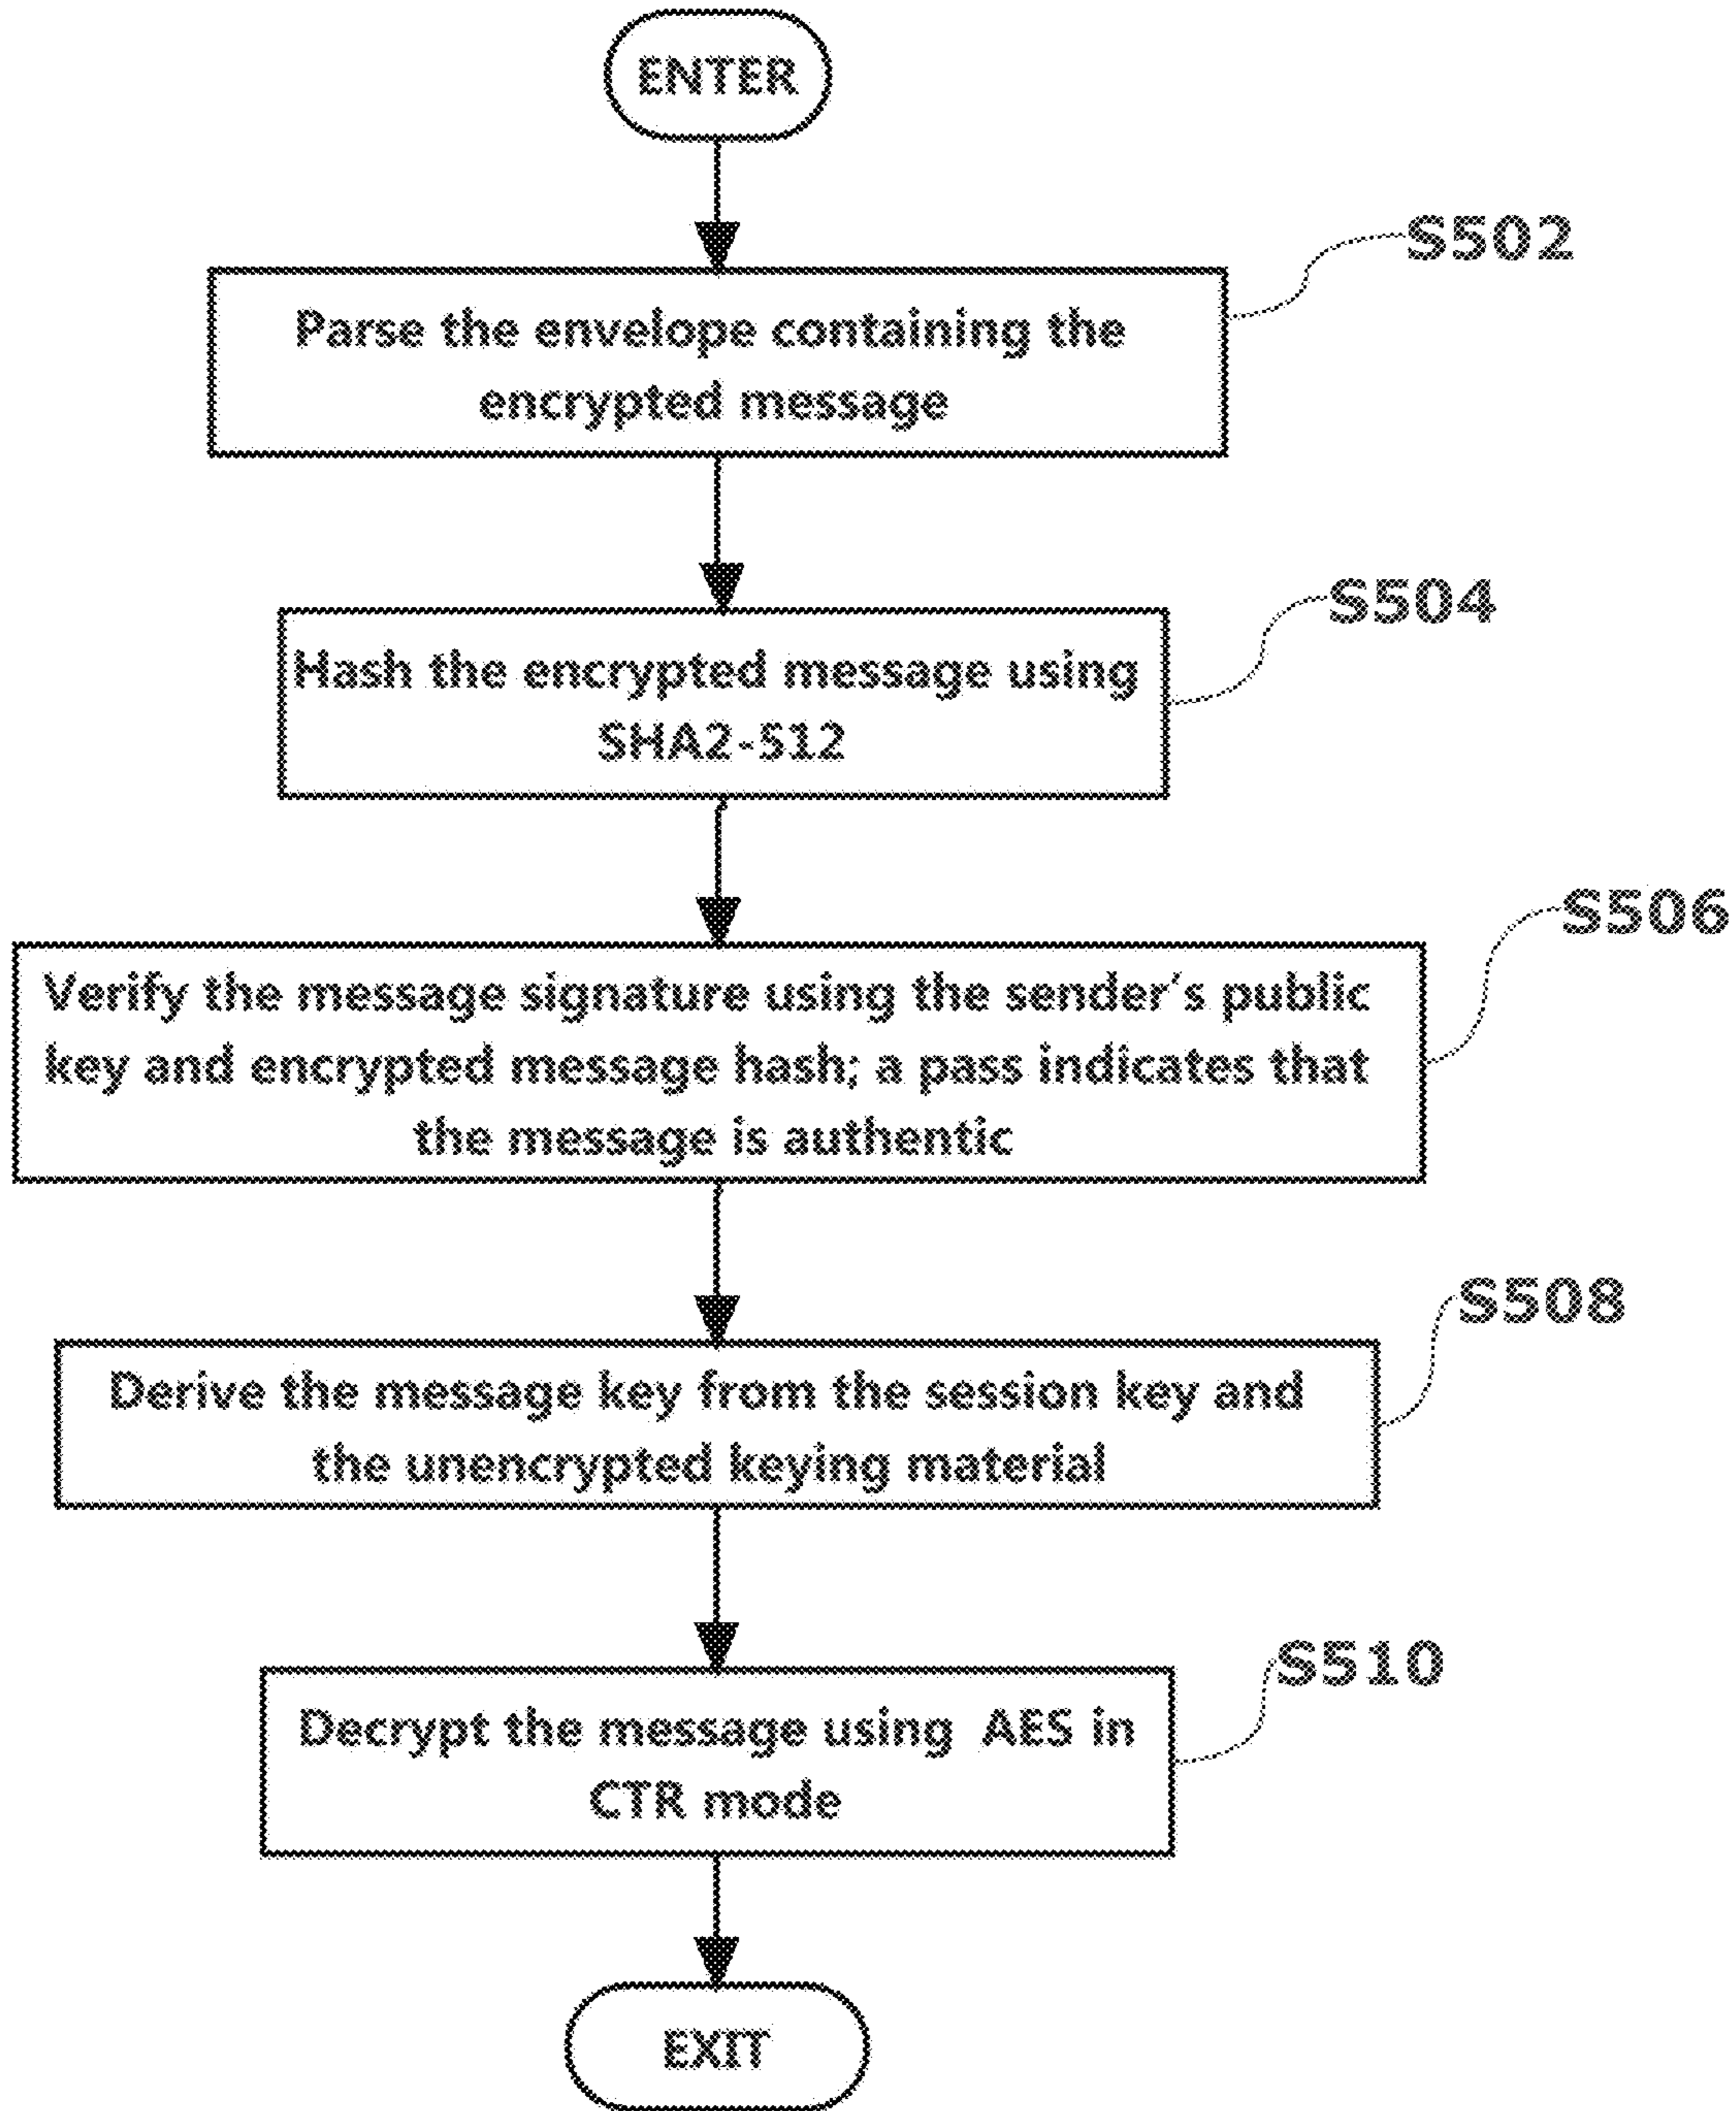 ENTER
S502
Parse the envelope containing the
encrypted message
S504
Hash the encrypted message using
SHA2-512
S506
Verify the message signature using the sender's public
key and encrypted message hash; a pass indicates that
the message is authentic
S508
Derive the message key from the session key and
the unencrypted keying material
S510
Decrypt the message using  AES in
CTR mode
EXIT